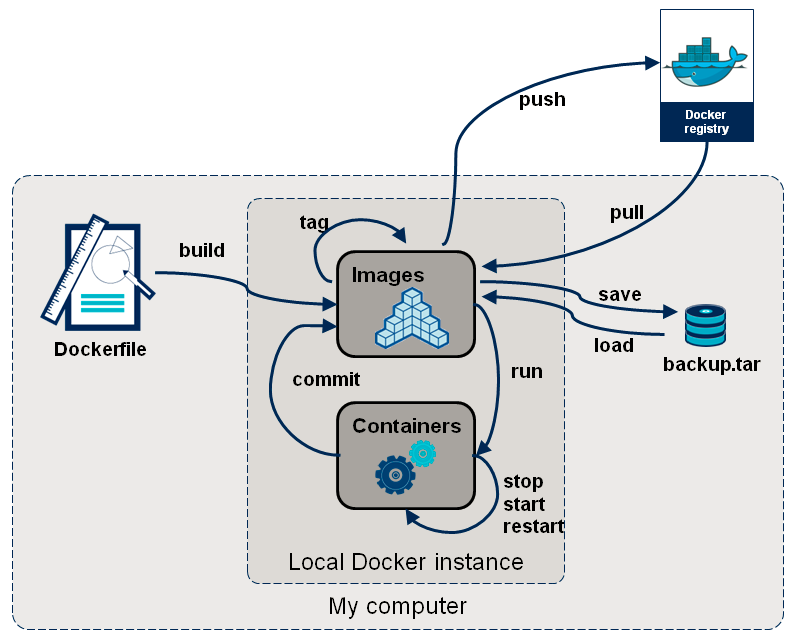 push
Docker
registry
pull
tag
build
Images
save
Dockerfile
load
backup.tar
commit
run
Containers
stop
start
restart
Local Docker instance
My computer